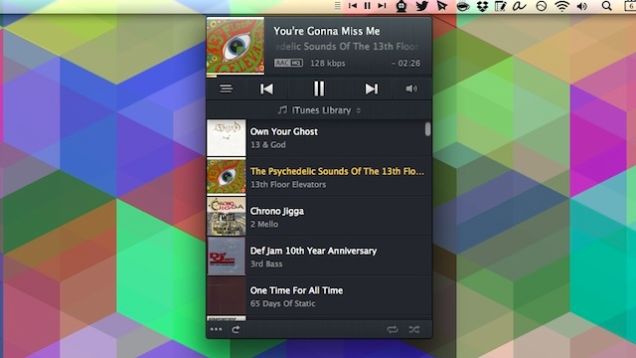 You're Gonna Miss Me
edelic Sounds Of The 13th Floor
AAC HQ 128 kbps - 02:26
iTunes Library
Own Your Ghost
13 & God
The Psychedelic Sounds Of The 13th Flo...
13th Floor Elevators
Chrono Jigga
2 Mello
Def Jam 10th Year Anniversary
3rd Bass
One Time For All Time
65 Days Of Static